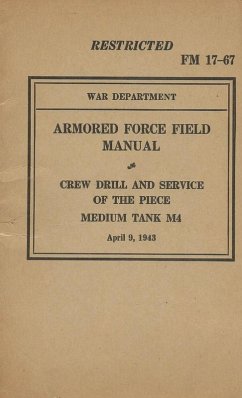 RESTRICTED
FM 17-67
WAR DEPARTMENT
ARMORED FORCE FIELD
MANUAL
CREW DRILL AND SERVICE
OF THE PIECE
MEDIUM TANK M4
April 9, 1943